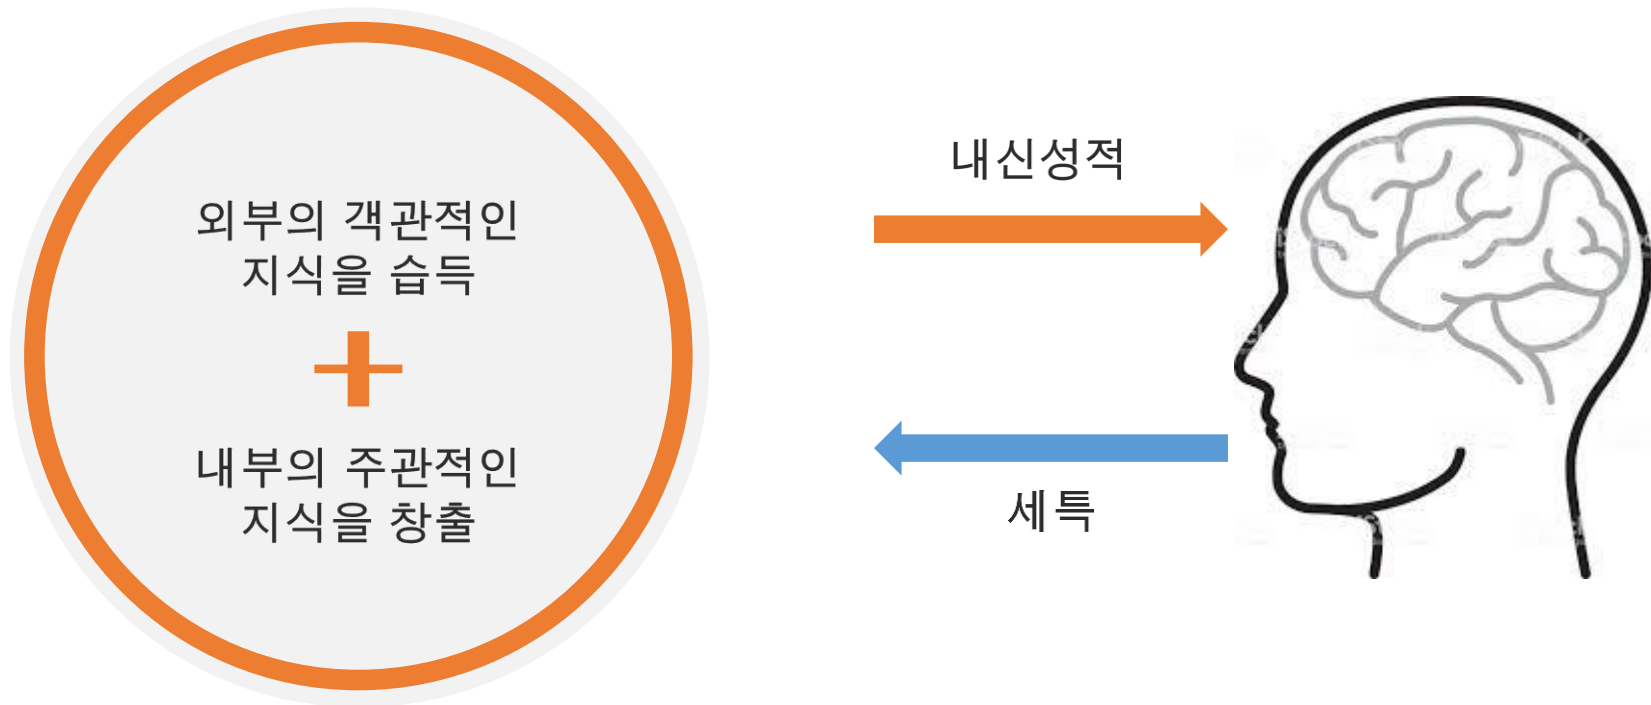 외부의 객관적인
지식을 습득
내부의 주관적인
지식을 창출
내신성적
세특